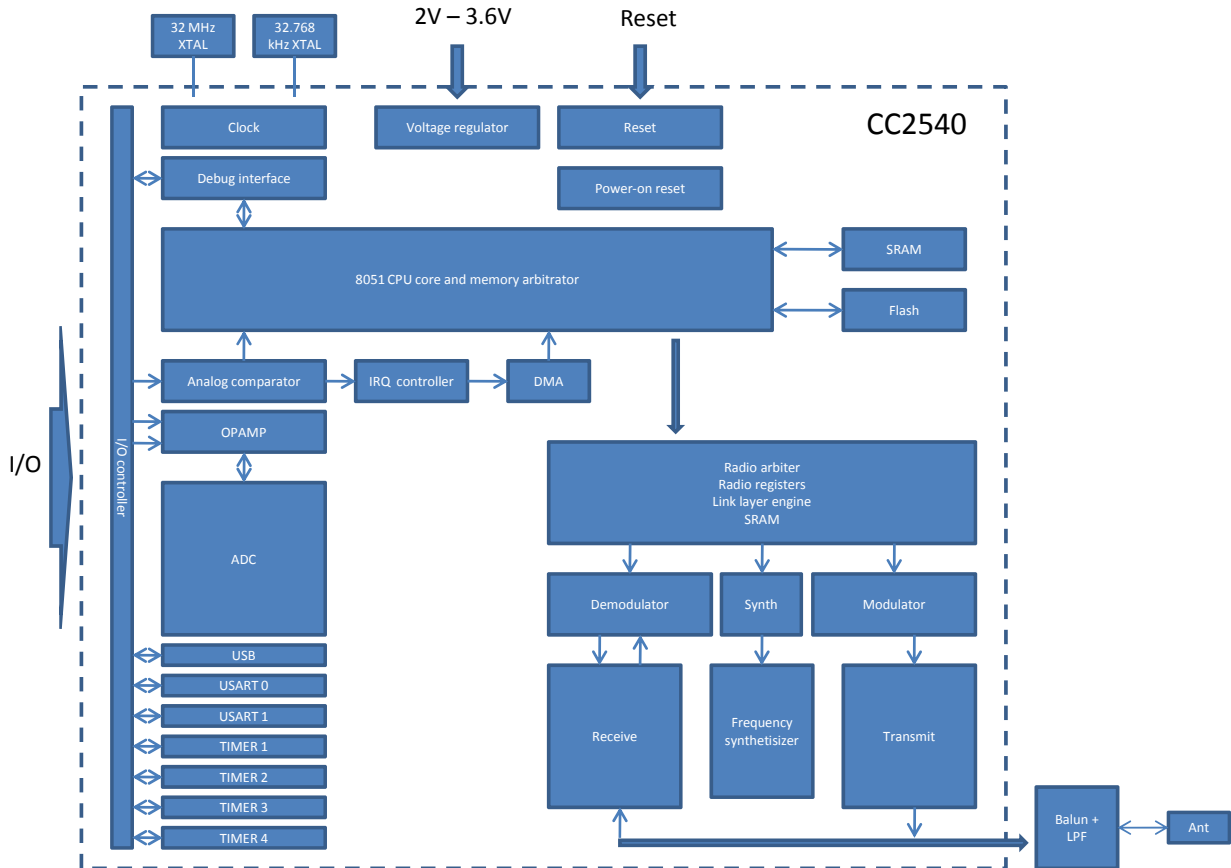 32 MHz
XTAL
32.768
kHz XTAL
2V – 3.6V
Reset
Clock
Voltage regulator
Reset
CC2540
Debug interface
Power-on reset
8051 CPU core and memory arbitrator
SRAM
Flash
Analog comparator
IRQ controller
DMA
OPAMP
I/O
I/O controller
ADC
Radio arbiter
Radio registers
Link layer engine
SRAM
Demodulator
Synth
Modulator
USB
USART 0
USART 1
TIMER 1
TIMER 2
TIMER 3
TIMER 4
Receive
Frequency
synthetisizer
Transmit
Balun +
LPF
Ant